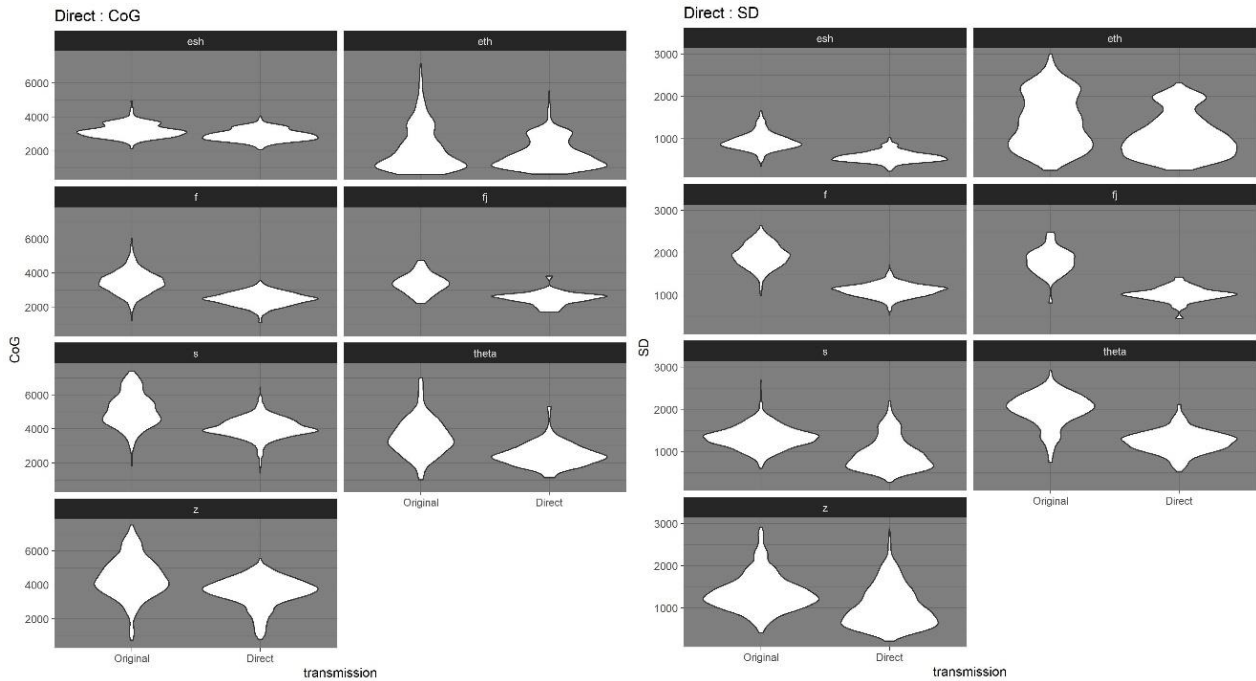 Direct : CoG
esh
eth
6000
4000
2000
f
fj
6000
4000
2000
CoG
s
theta
6000
4000
2000
Original
Direct
z
6000
4000
2000
Original
Direct
transmission
Direct : SD
esh
eth
3000
2000
1000
f
fj
3000
2000
1000
SD
s
theta
3000
2000
1000
Original
Direct
z
3000
2000
1000
Original
Direct
transmission